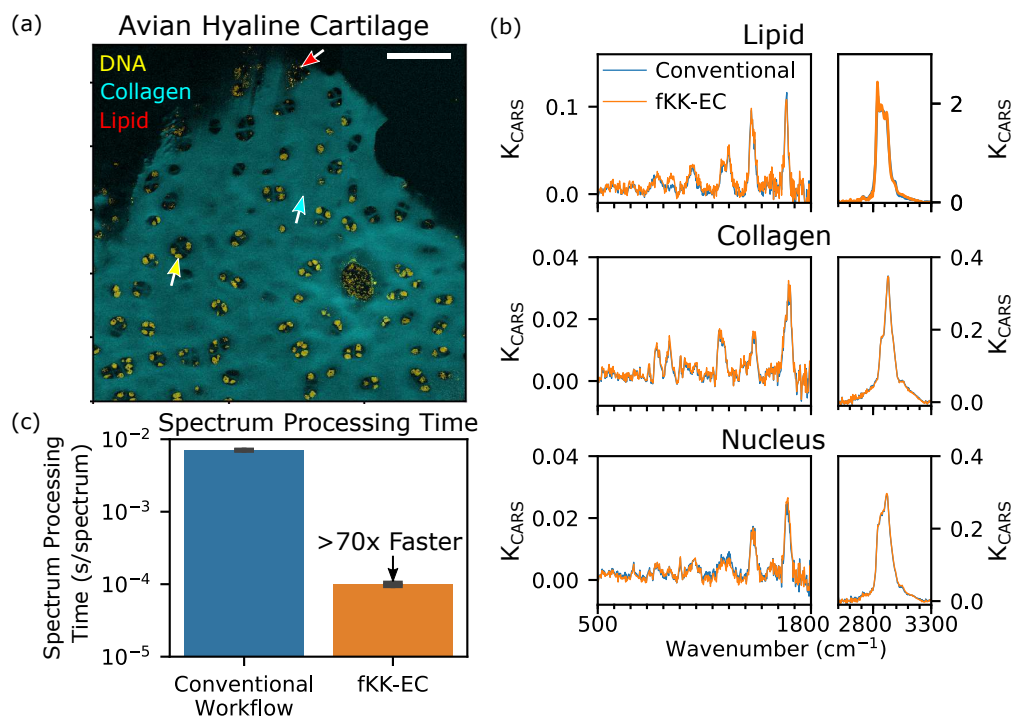 (a)
Avian Hyaline Cartilage
DNA
Collagen
Lipid
(b)
Lipid
Conventional
fKK-EC
K_CARS
0.1
0.0
2
0
K_CARS
Collagen
K_CARS
0.04
0.02
0.00
0.4
0.2
0.0
K_CARS
Nucleus
K_CARS
0.04
0.02
0.00
0.4
0.2
0.0
K_CARS
500
1800
2800
3300
Wavenumber (cm⁻¹)
(c)
Spectrum Processing Time
Spectrum Processing
Time (s/spectrum)
10⁻²
10⁻³
10⁻⁴
10⁻⁵
>70x Faster
Conventional
Workflow
fKK-EC